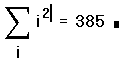 ∑ i² = 385
i